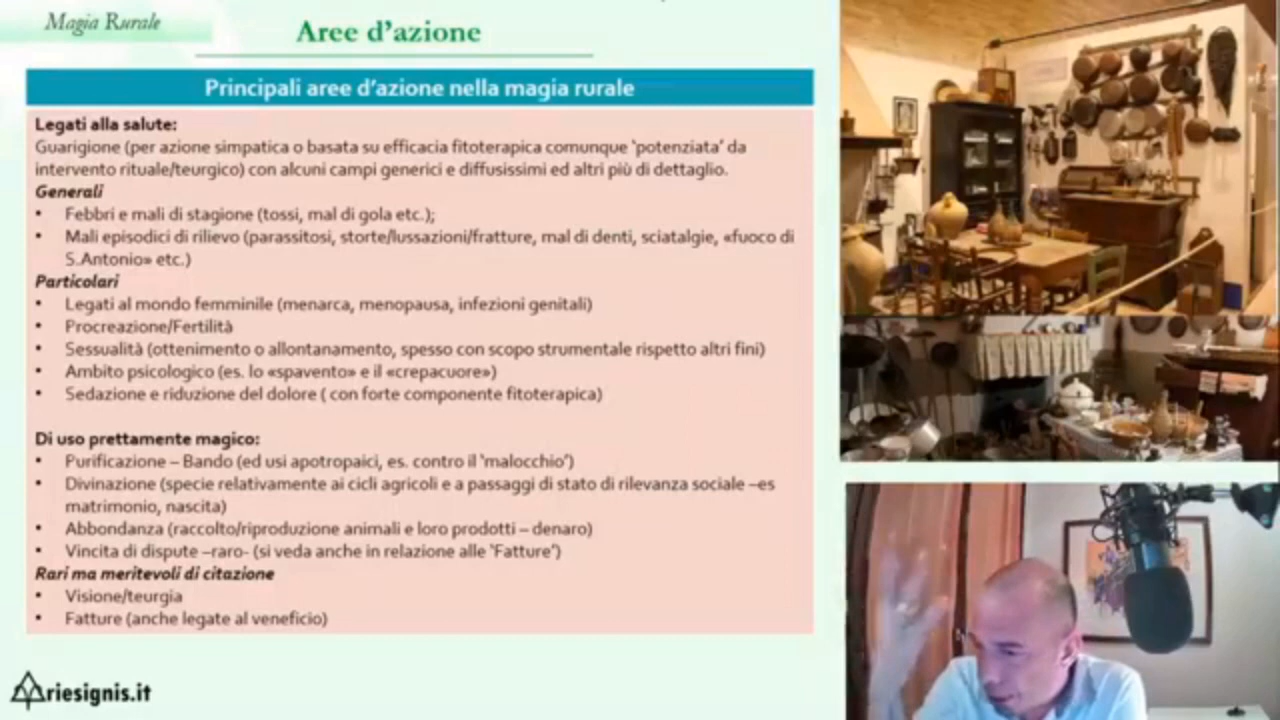 Magia Rurale
Aree d'azione
Principali aree d'azione nella magia rurale
Legati alla salute:
Guarigione (per azione simpatica o basata su efficacia fitoterapica comunque 'potenziata' da
intervento rituale/teurgico) con alcuni campi generici e diffusissimi ed altri più di dettaglio.
Generali
• Febbri e mali di stagione (tossi, mal di gola etc.);
• Mali episodici di rilievo (parassitosi, storte/lussazioni/fratture, mal di denti, sciatalgie, «fuoco di
S.Antonio» etc.)
Particolari
• Legati al mondo femminile (menarca, menopausa, infezioni genitali)
• Procreazione/Fertilità
• Sessualità (ottenimento o allontanamento, spesso con scopo strumentale rispetto altri fini)
• Ambito psicologico (es. lo «spavento» e il «crepacuore»)
• Sedazione e riduzione del dolore ( con forte componente fitoterapica)
Di uso prettamente magico:
• Purificazione – Bando (ed usi apotropaici, es. contro il 'malocchio')
• Divinazione (specie relativamente ai cicli agricoli e a passaggi di stato di rilevanza sociale –es
matrimonio, nascita)
• Abbondanza (raccolto/riproduzione animali e loro prodotti – denaro)
• Vincita di dispute –raro- (si veda anche in relazione alle 'Fatture')
Rari ma meritevoli di citazione
• Visione/teurgia
• Fatture (anche legate al veneficio)
Ariesignis.it